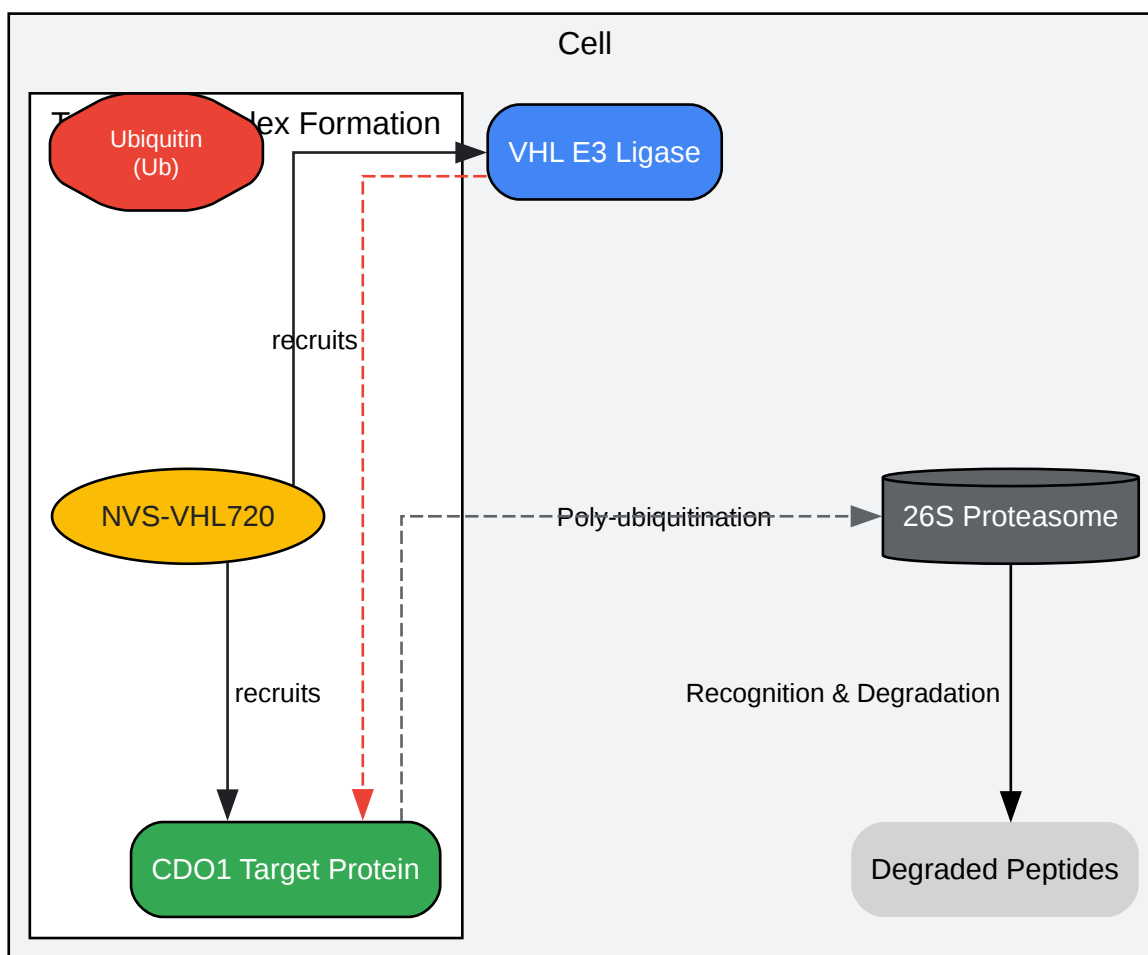 Cell
Formation
Ubiquitin
(Ub)
VHL E3 Ligase
recruits
NVS-VHL720
Poly-ubiquitination
26S Proteasome
recruits
Recognition & Degradation
CDO1 Target Protein
Degraded Peptides